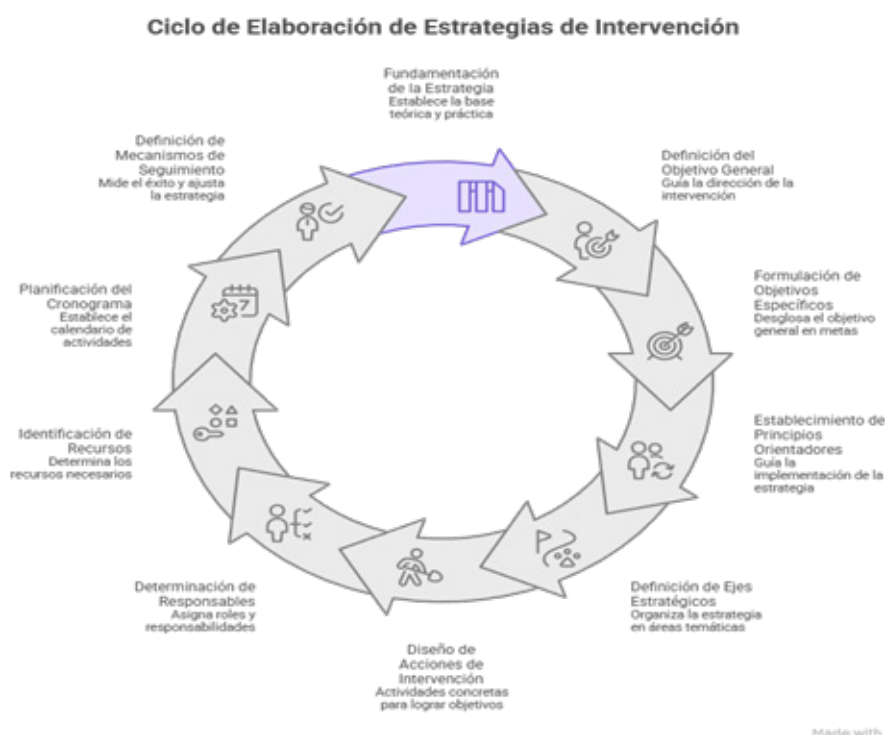 Ciclo de Elaboración de Estrategias de Intervención
Fundamentación
de la Estrategia
Establece la base
teórica y práctica
Definición del
Objetivo General
Guía la dirección de la
intervención
Formulación de
Objetivos
Específicos
Desglosa el objetivo
general en metas
Establecimiento de
Principios
Orientadores
Guía la
implementación de la
estrategia
Definición de Ejes
Estratégicos
Organiza la estrategia
en áreas temáticas
Diseño de
Acciones de
Intervención
Actividades concretas
para lograr objetivos
Determinación de
Responsables
Asigna roles y
responsabilidades
Identificación de
Recursos
Determina los
recursos necesarios
Planificación del
Cronograma
Establece el
calendario de
actividades
Definición de
Mecanismos de
Seguimiento
Mide el éxito y ajusta
la estrategia
7
Made with